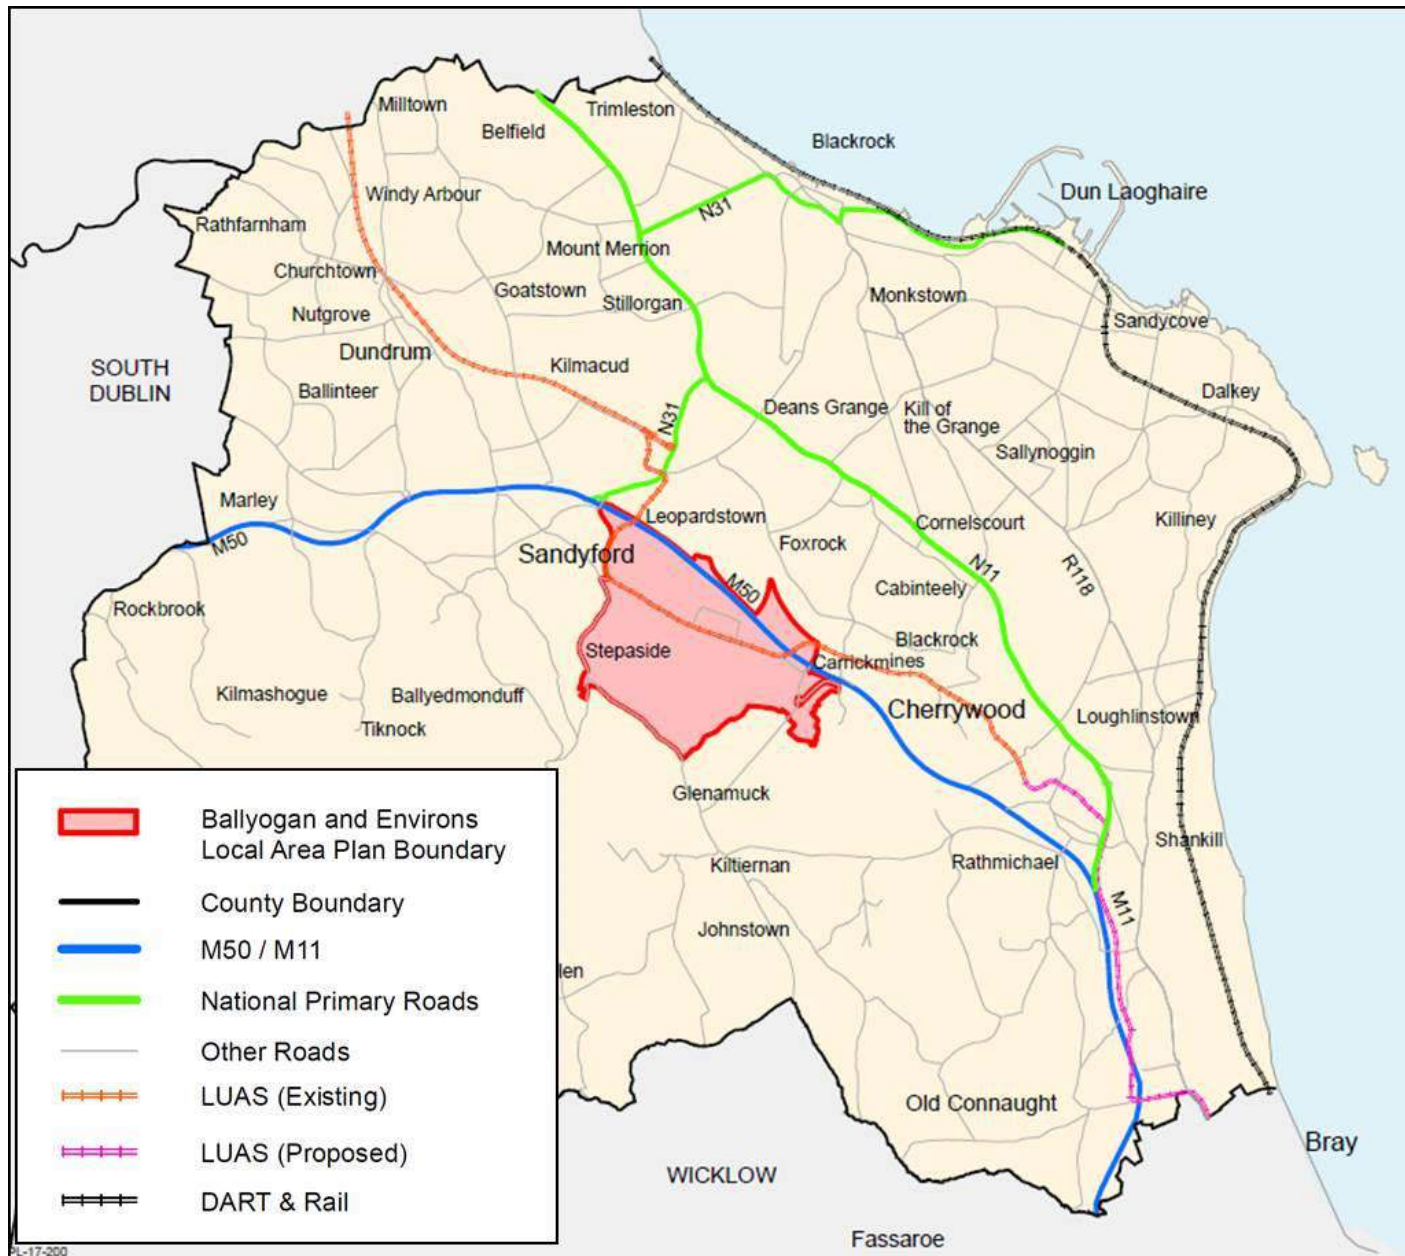 Milltown
Trimleston
Belfield
Blackrock
Dun Laoghaire
Windy Arbour
N31
Rathfarnham
Mount Merrion
Churchtown
Goatstown
Stillorgan
Monkstown
Nutgrove
Sandycove
Dundrum
Kilmacud
SOUTH
DUBLIN
Ballinteer
Dalkey
Deans Grange
Kill of
the Grange
N31
Sallynoggin
Marley
Leopardstown
Cornelscourt
Killiney
M50
Sandyford
Foxrock
N11
R118
M50
Cabinteely
Rockbrook
Stepaside
Blackrock
Carrickmines
Kilmashogue
Ballyedmonduff
Cherrywood
Loughlinstown
Tiknock
Glenamuck
Shankill
Kiltiernan
Rathmichael
M11
Johnstown
len
Old Connaught
Bray
WICKLOW
Fassaroe
Ballyogan and Environs
Local Area Plan Boundary
County Boundary
M50 / M11
National Primary Roads
Other Roads
LUAS (Existing)
LUAS (Proposed)
DART & Rail
PL-17-200